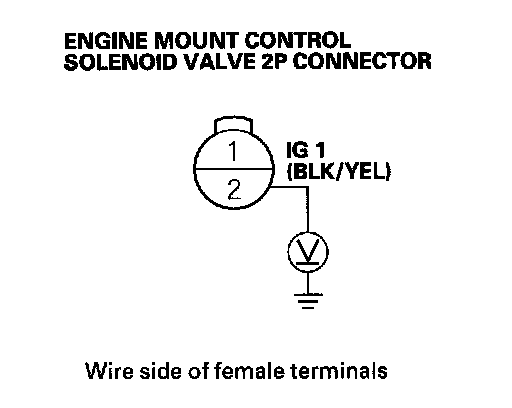 ENGINE MOUNT CONTROL
SOLENOID VALVE 2P CONNECTOR
1
IG 1
(BLK/YEL)
2
V
Wire side of female terminals